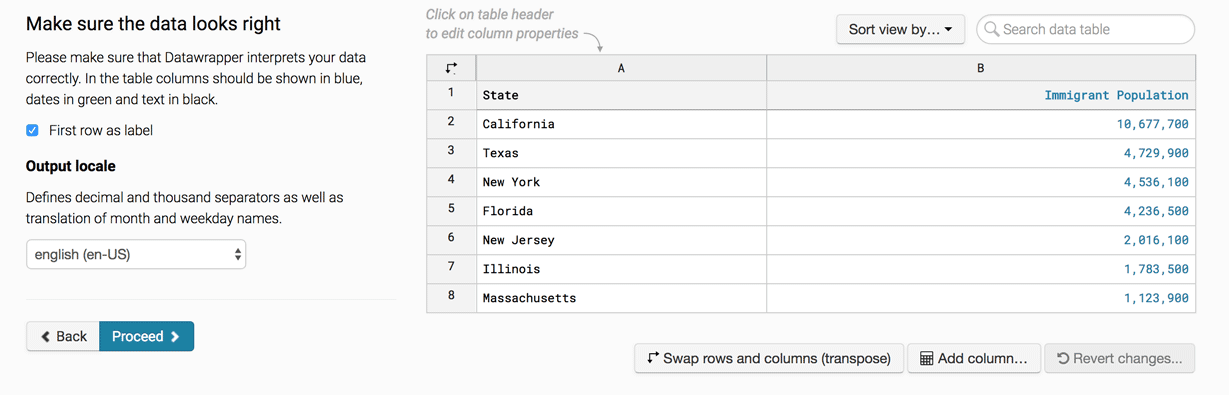 Make sure the data looks right
Please make sure that Datawrapper interprets your data
correctly. In the table columns should be shown in blue,
dates in green and text in black.
First row as label
Output locale
Defines decimal and thousand separators as well as
translation of month and weekday names.
english (en-US)
Back Proceed
Click on table header
to edit column properties
Sort view by... Search data table
A B
1 State Immigrant Population
2 California 10,677,700
3 Texas 4,729,900
4 New York 4,536,100
5 Florida 4,236,500
6 New Jersey 2,016,100
7 Illinois 1,783,500
8 Massachusetts 1,123,900
Swap rows and columns (transpose) Add column... Revert changes...